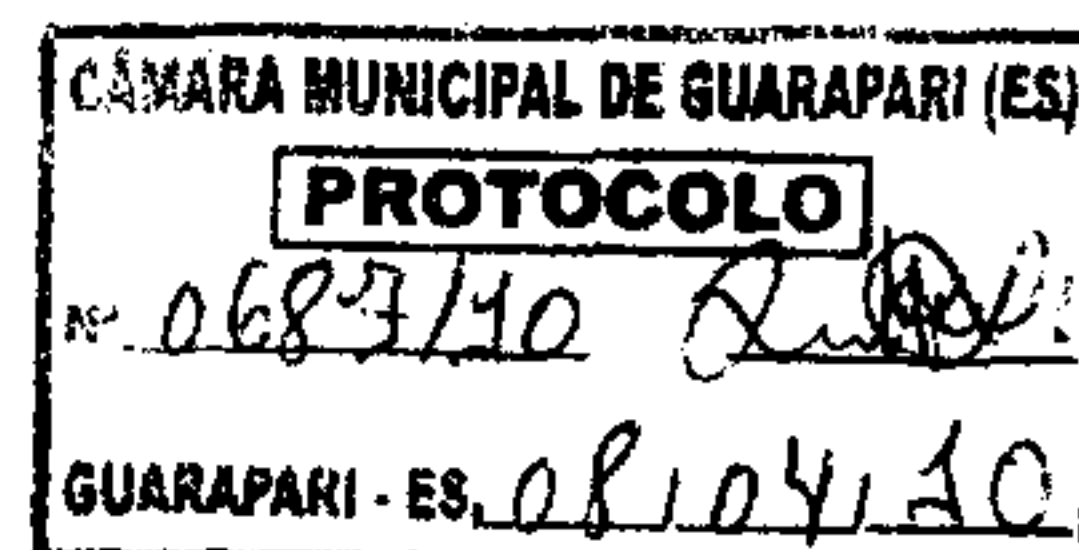 CÂMARA MUNICIPAL DE GUARAPARI (ES)
PROTOCOLO
Nº 0687/10
GUARAPARI - ES, 08/04/10